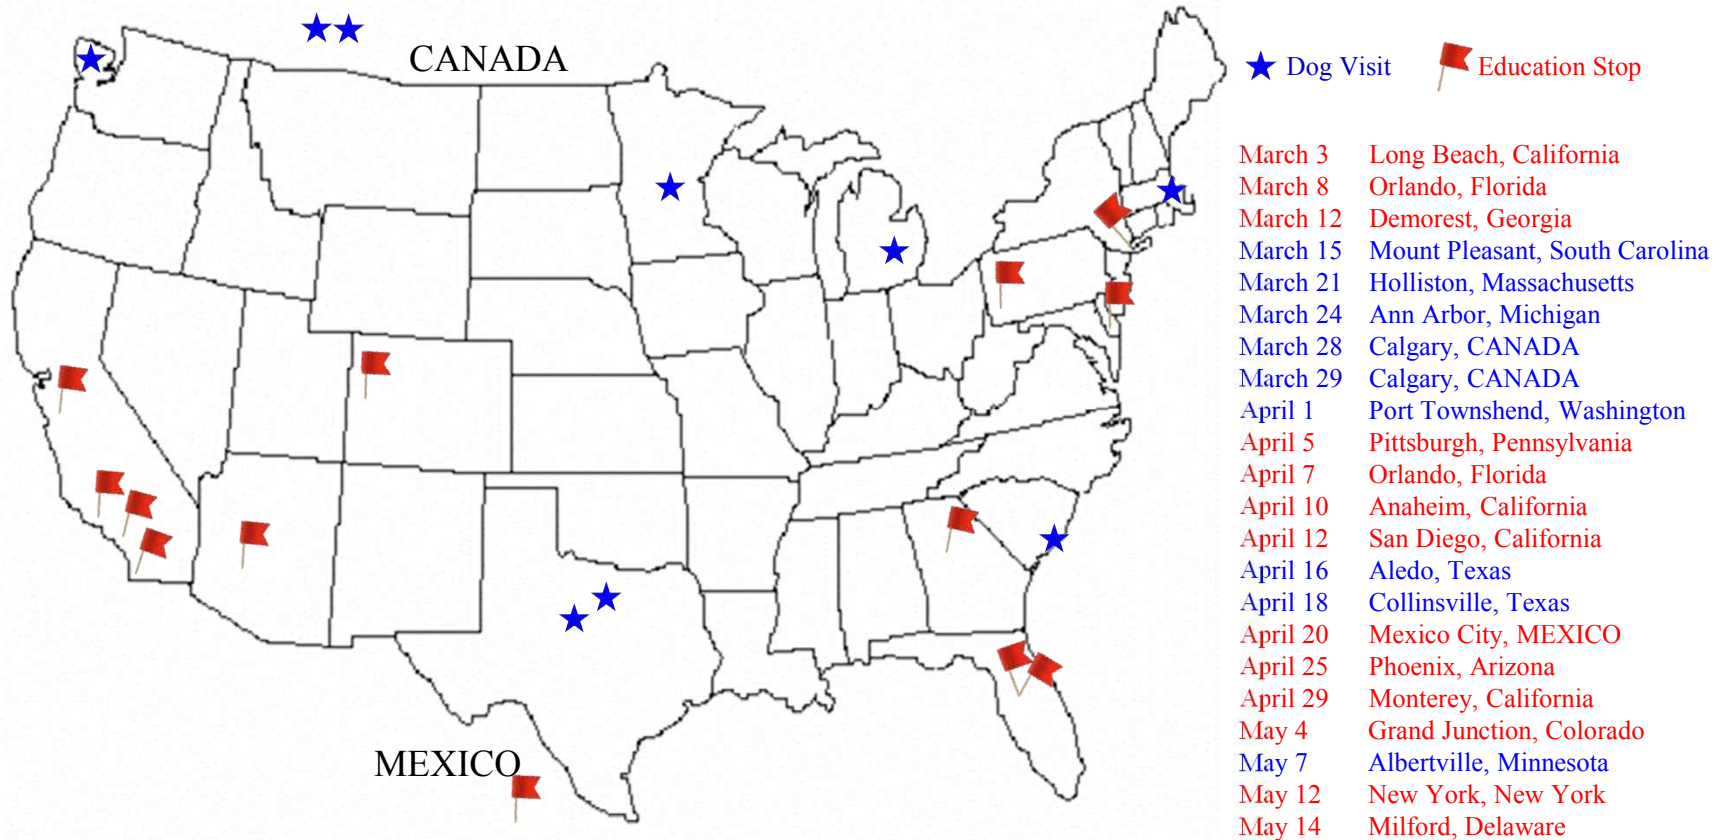 CANADA
MEXICO
Dog Visit
Education Stop
March 3 Long Beach, California
March 8 Orlando, Florida
March 12 Demorest, Georgia
March 15 Mount Pleasant, South Carolina
March 21 Holliston, Massachusetts
March 24 Ann Arbor, Michigan
March 28 Calgary, CANADA
March 29 Calgary, CANADA
April 1 Port Townshend, Washington
April 5 Pittsburgh, Pennsylvania
April 7 Orlando, Florida
April 10 Anaheim, California
April 12 San Diego, California
April 16 Aledo, Texas
April 18 Collinsville, Texas
April 20 Mexico City, MEXICO
April 25 Phoenix, Arizona
April 29 Monterey, California
May 4 Grand Junction, Colorado
May 7 Albertville, Minnesota
May 12 New York, New York
May 14 Milford, Delaware